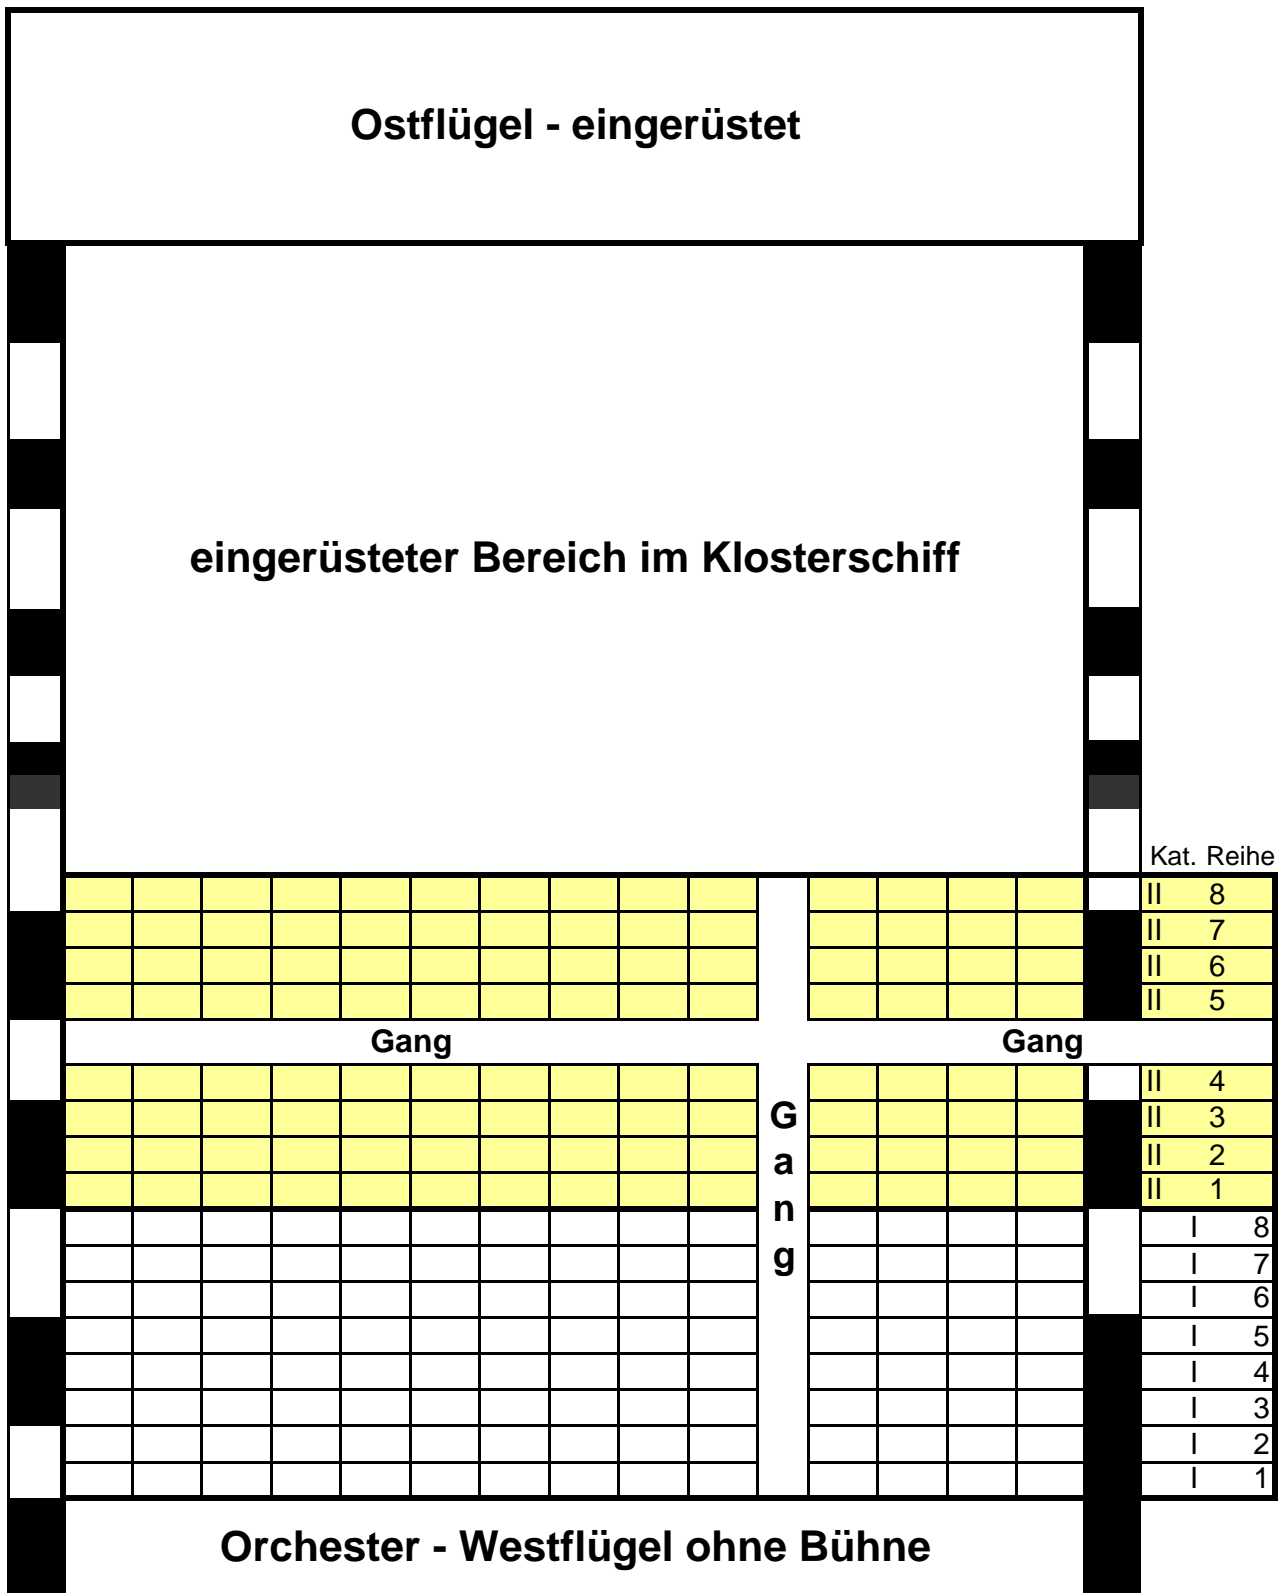 Ostflügel - eingerüstet
eingerüsteter Bereich im Klosterschiff
Kat. Reihe
II 8
II 7
II 6
II 5
Gang Gang
II 4
II 3
II 2
II 1
Gang
I 8
I 7
I 6
I 5
I 4
I 3
I 2
I 1
Orchester - Westflügel ohne Bühne